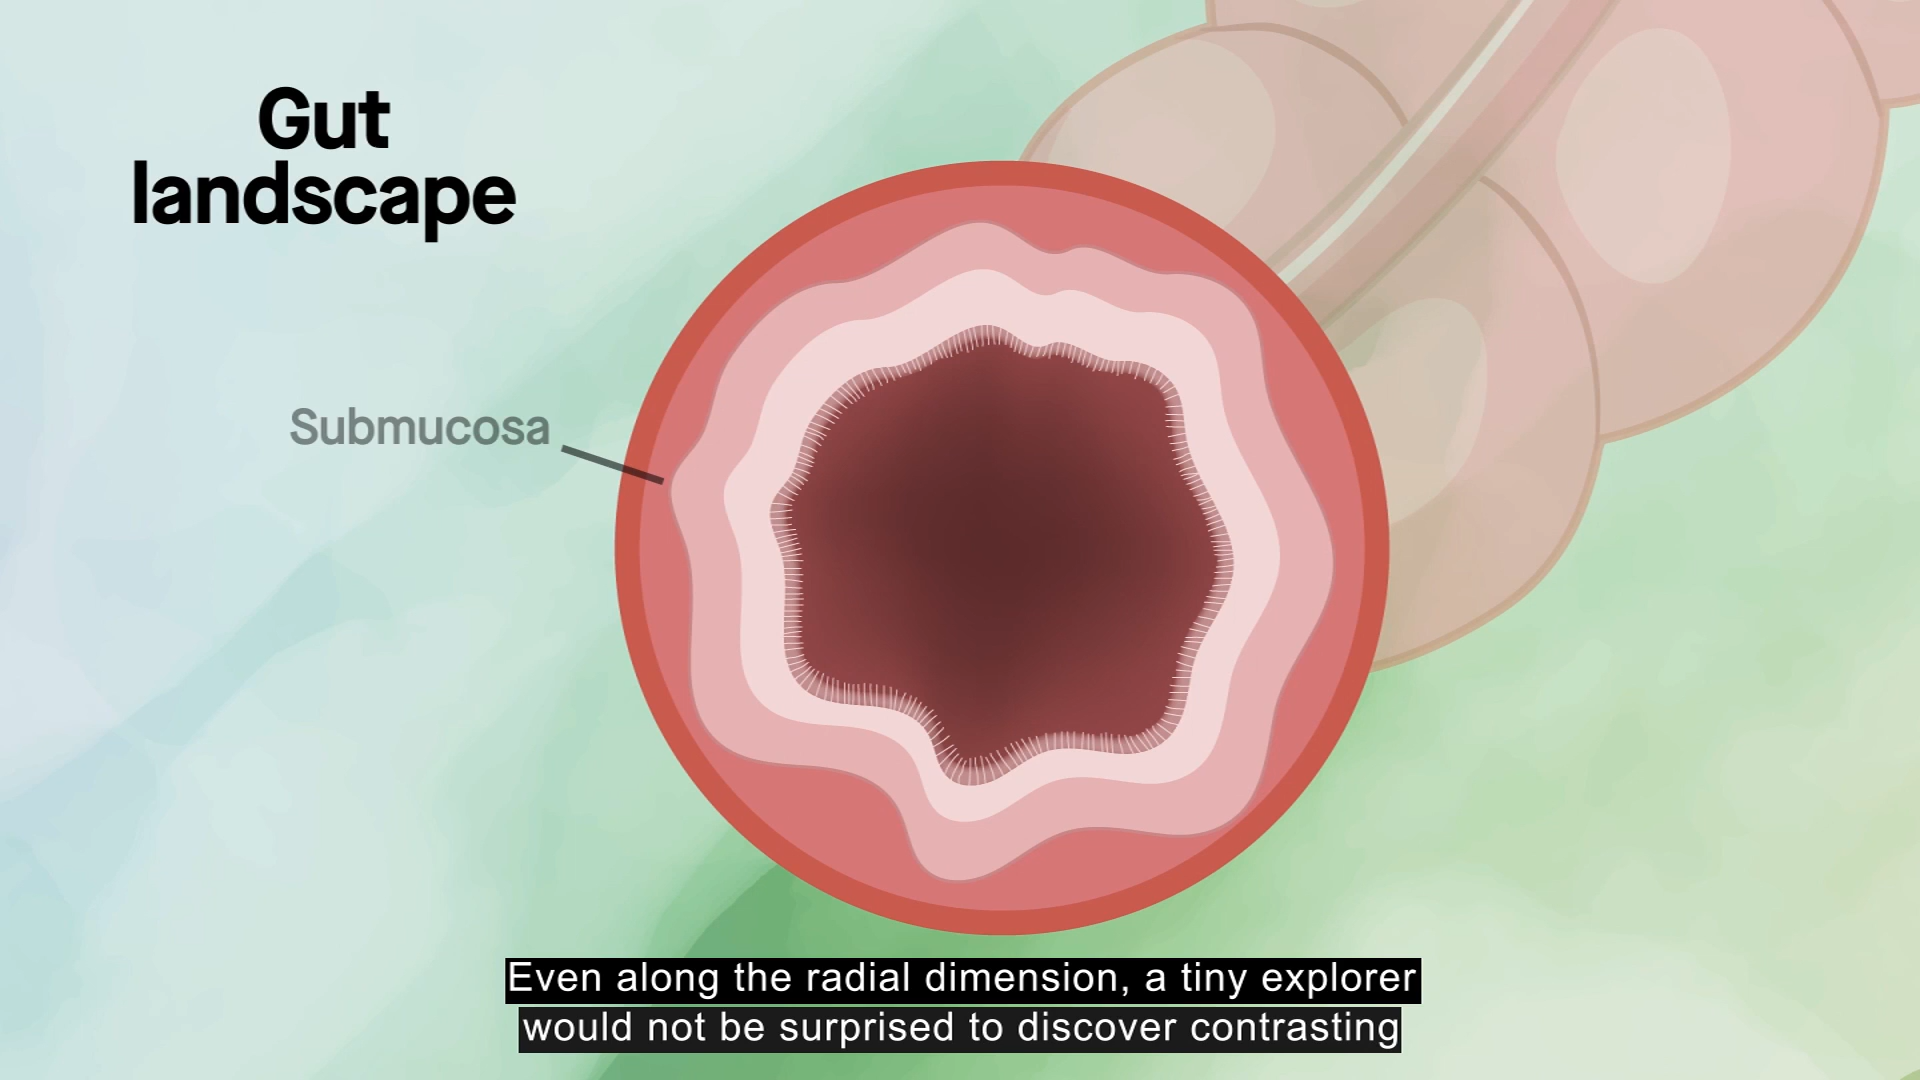 Gut
landscape
Submucosa
Even along the radial dimension, a tiny explorer
would not be surprised to discover contrasting